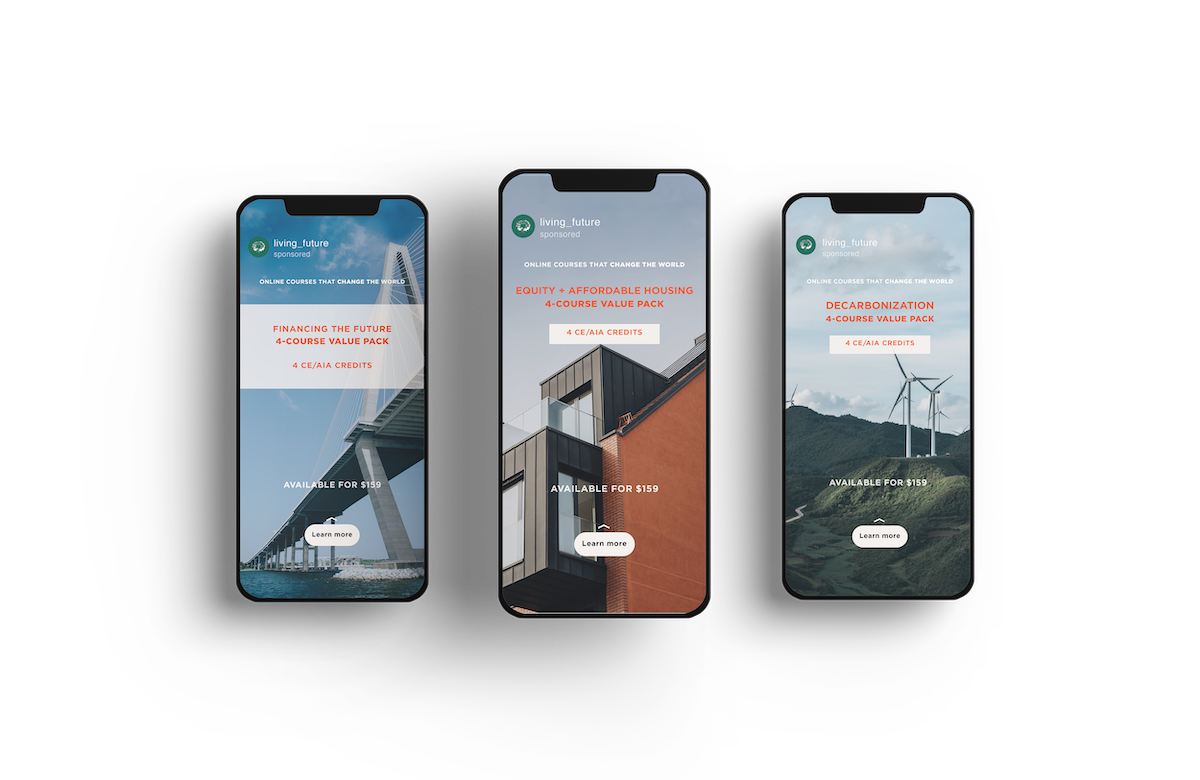 living_future
sponsored
ONLINE COURSES THAT CHANGE THE WORLD
FINANCING THE FUTURE
4-COURSE VALUE PACK
4 CE/AIA CREDITS
AVAILABLE FOR $159
Learn more
living_future
sponsored
ONLINE COURSES THAT CHANGE THE WORLD
EQUITY + AFFORDABLE HOUSING
4-COURSE VALUE PACK
4 CE/AIA CREDITS
AVAILABLE FOR $159
Learn more
living_future
sponsored
ONLINE COURSES THAT CHANGE THE WORLD
DECARBONIZATION
4-COURSE VALUE PACK
4 CE/AIA CREDITS
AVAILABLE FOR $159
Learn more